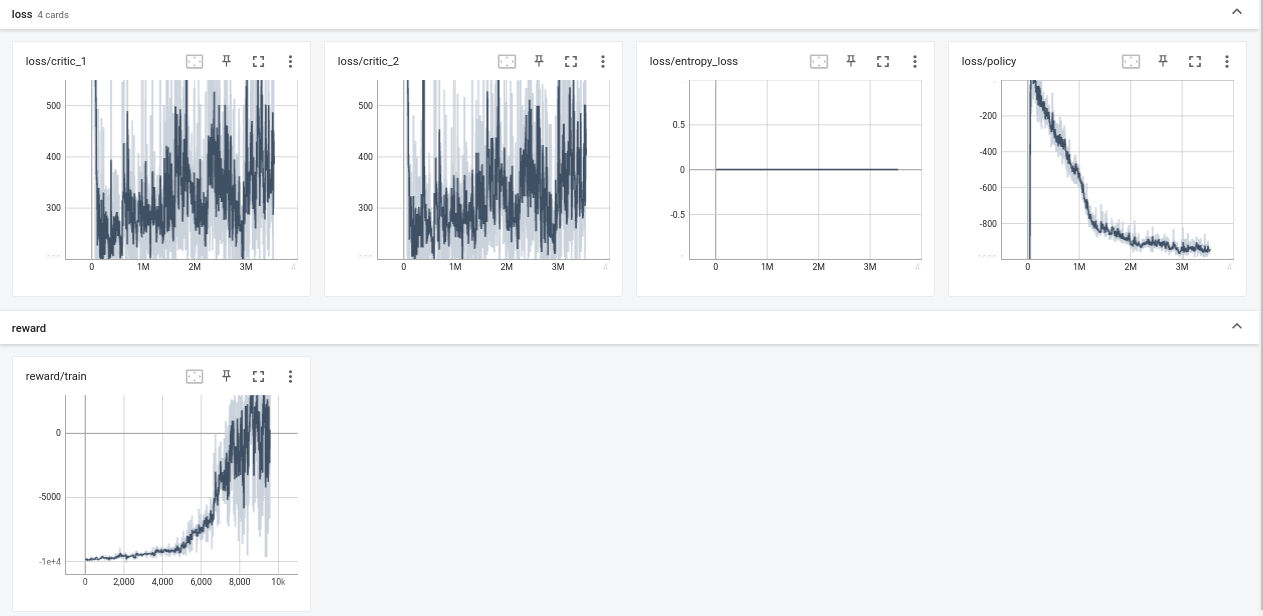 loss 4 cards
loss/critic_1
500
400
300
0
1M
2M
3M
4
loss/critic_2
500
400
300
0
1M
2M
3M
4
loss/entropy_loss
0.5
0
-0.5
0
1M
2M
3M
4
loss/policy
-200
-400
-600
-800
0
1M
2M
3M
4
reward
reward/train
0
-5000
-1e+4
0
2,000
4,000
6,000
8,000
10k